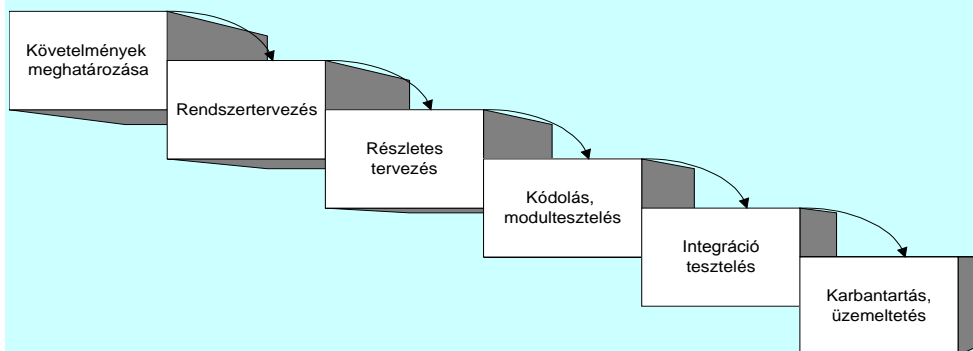 Követelmények
meghatározása
Rendszertervezés
Részletes
tervezés
Kódolás,
modultesztelés
Integráció
tesztelés
Karbantartás,
üzemeltetés